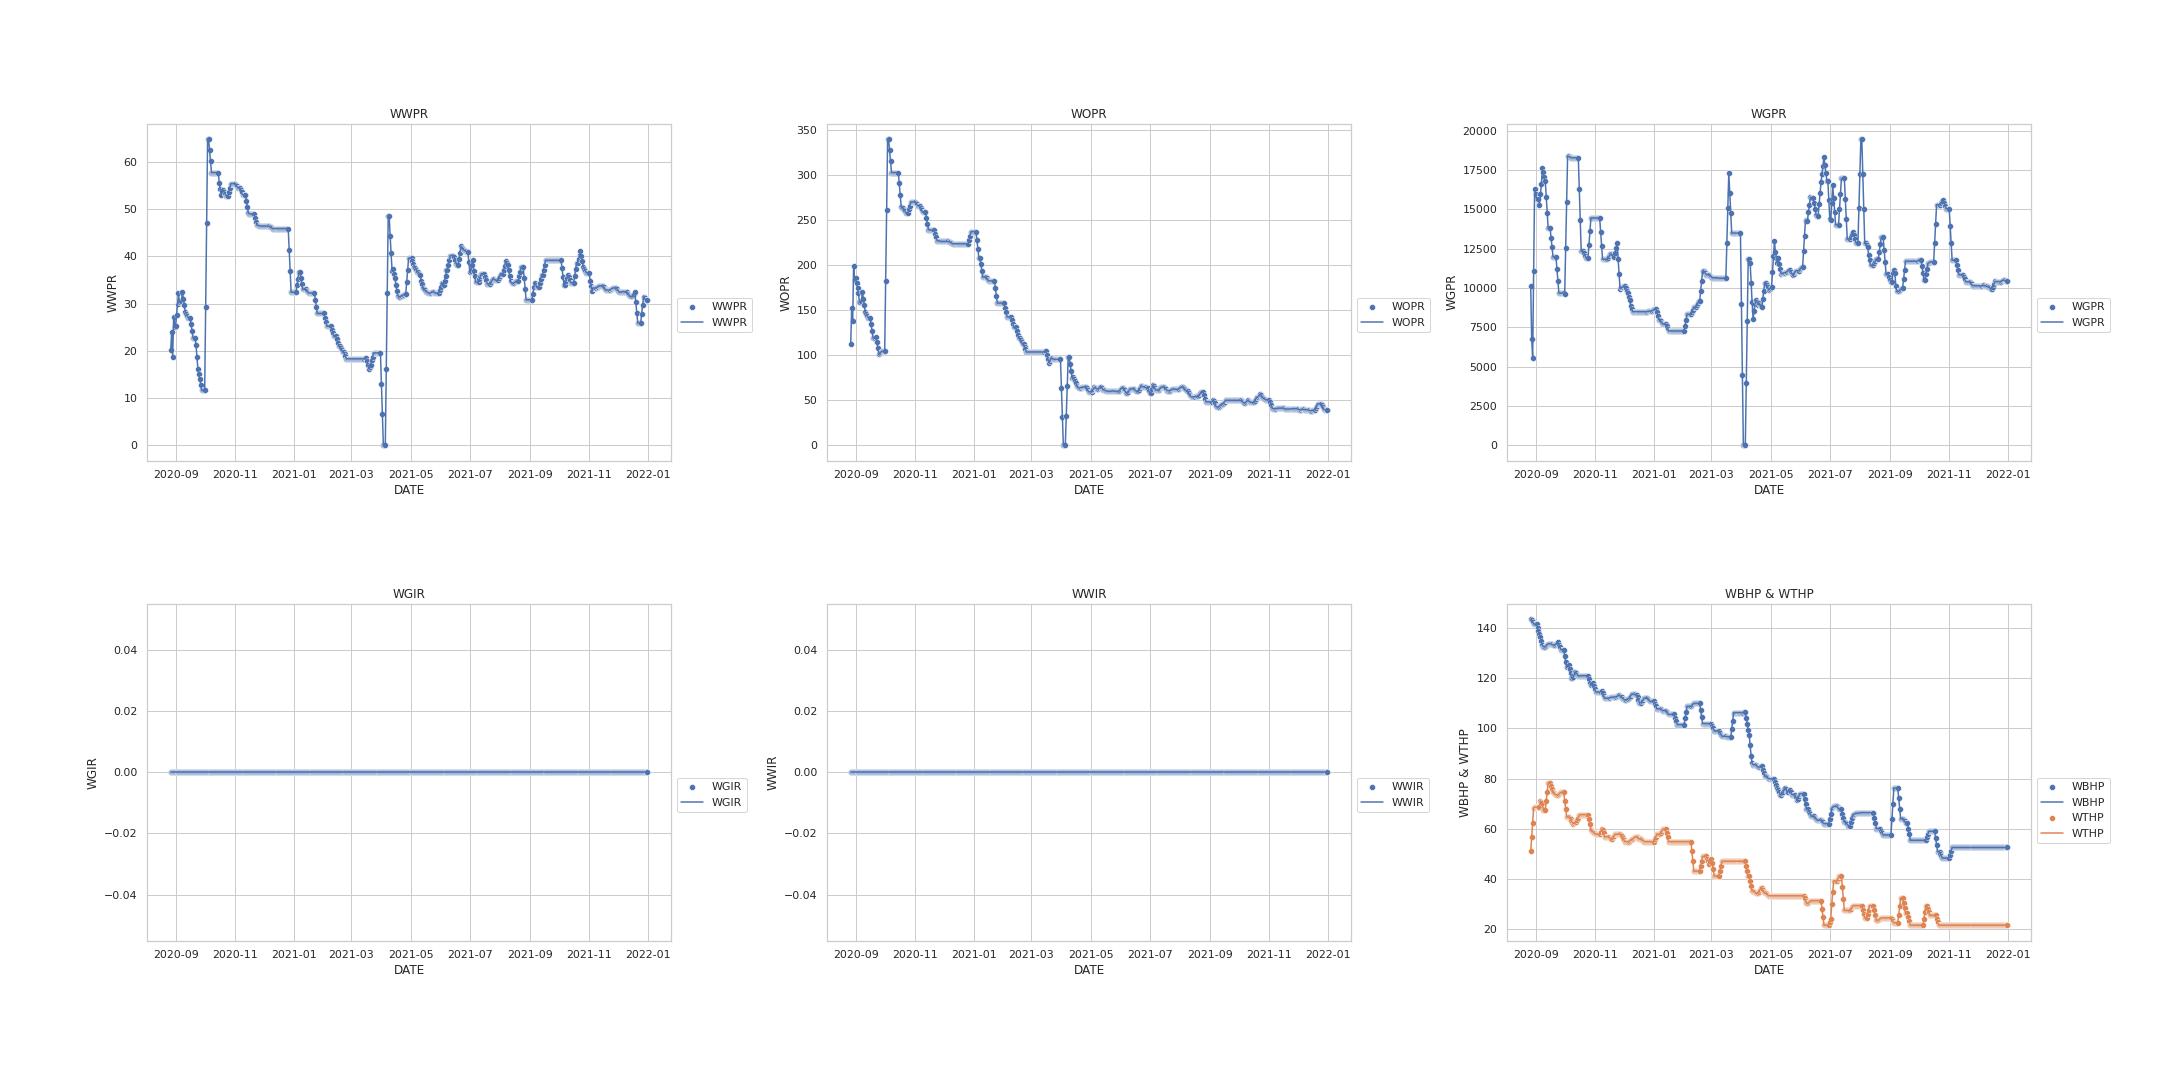 WWPR
WWPR
60
50
40
30
20
10
0
2020-09 2020-11 2021-01 2021-03 2021-05 2021-07 2021-09 2021-11 2022-01
DATE
WWPR
WWPR
WOPR
WOPR
350
300
250
200
150
100
50
0
2020-09 2020-11 2021-01 2021-03 2021-05 2021-07 2021-09 2021-11 2022-01
DATE
WOPR
WOPR
WGPR
WGPR
20000
17500
15000
12500
10000
7500
5000
2500
0
2020-09 2020-11 2021-01 2021-03 2021-05 2021-07 2021-09 2021-11 2022-01
DATE
WGPR
WGPR
WGIR
WGIR
0.04
0.02
0.00
−0.02
−0.04
2020-09 2020-11 2021-01 2021-03 2021-05 2021-07 2021-09 2021-11 2022-01
DATE
WGIR
WGIR
WWIR
WWIR
0.04
0.02
0.00
−0.02
−0.04
2020-09 2020-11 2021-01 2021-03 2021-05 2021-07 2021-09 2021-11 2022-01
DATE
WWIR
WWIR
WBHP & WTHP
WBHP & WTHP
140
120
100
80
60
40
20
2020-09 2020-11 2021-01 2021-03 2021-05 2021-07 2021-09 2021-11 2022-01
DATE
WBHP
WBHP
WTHP
WTHP